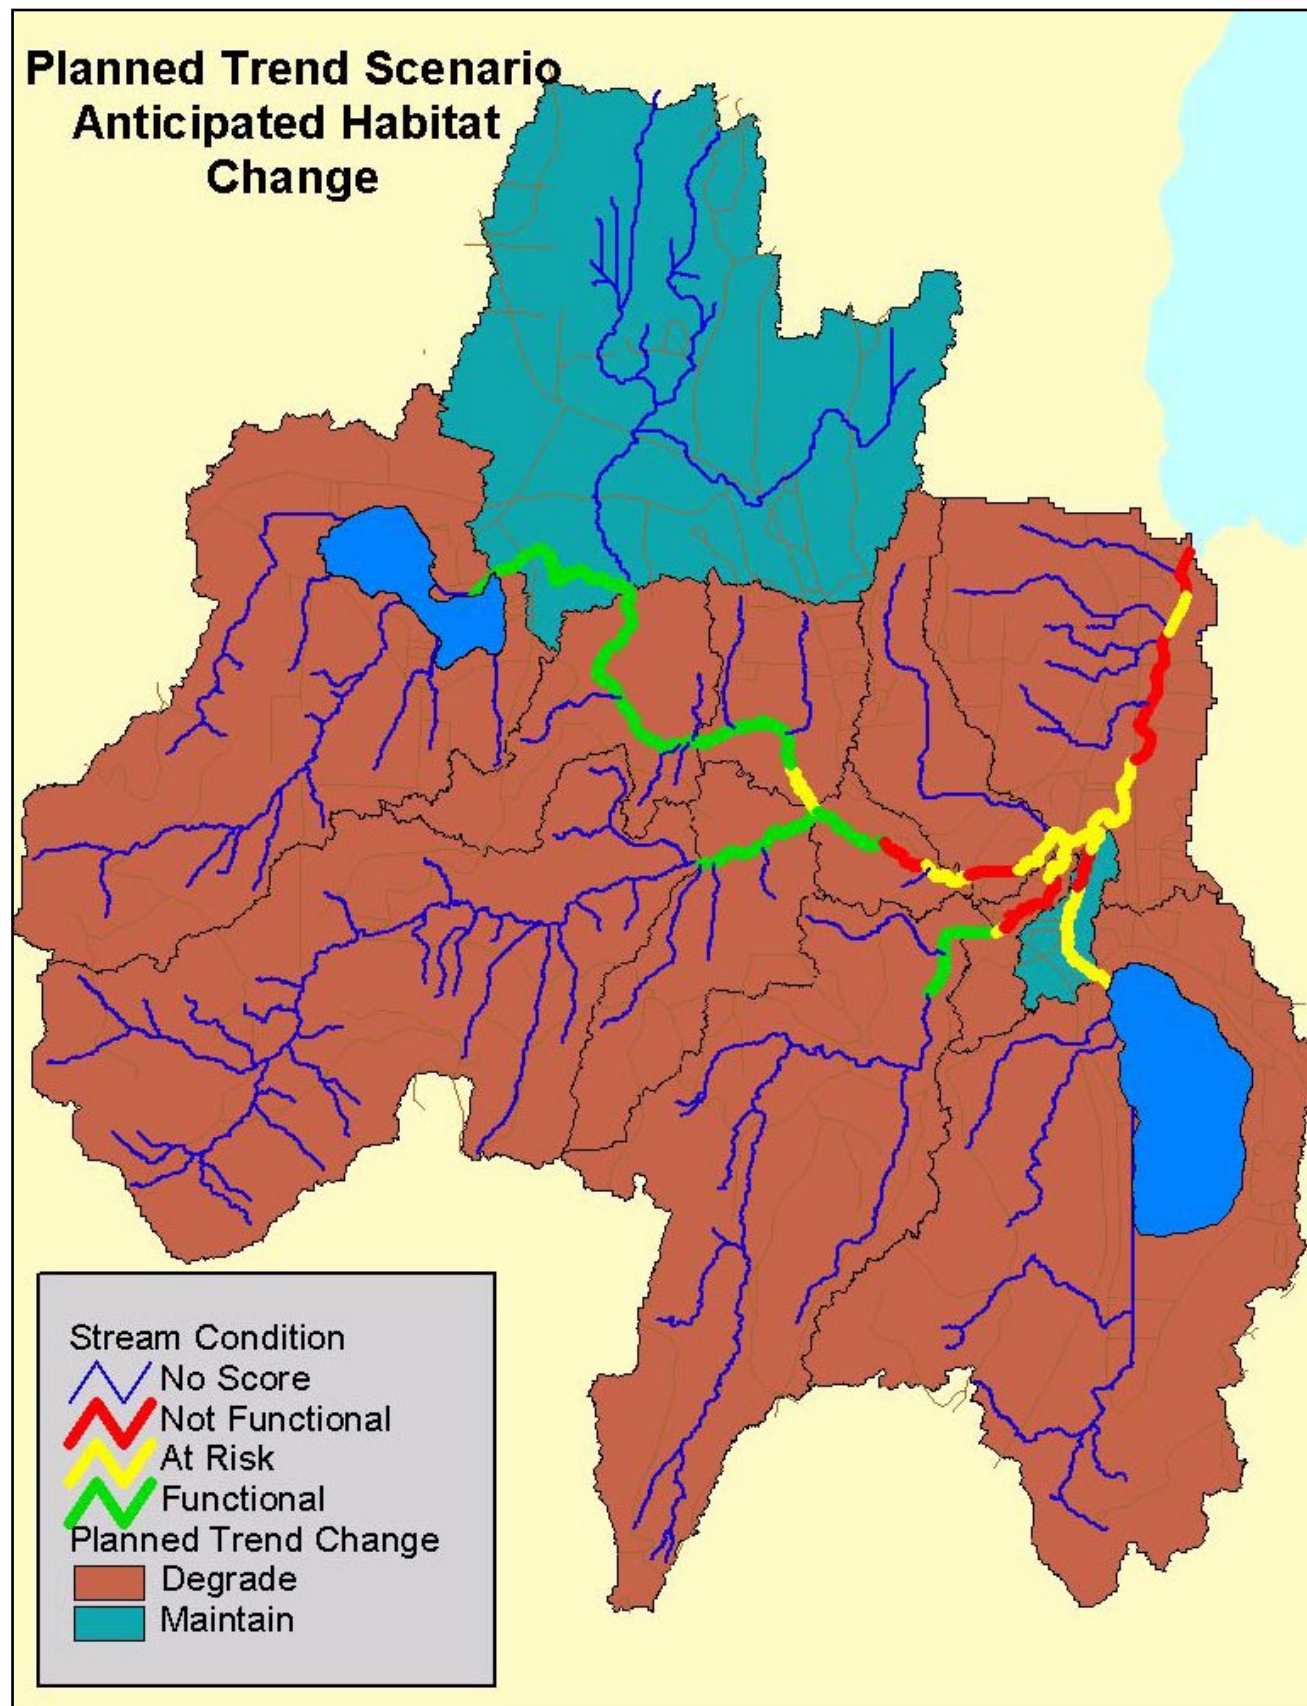 Planned Trend Scenario
Anticipated Habitat
Change
Stream Condition
No Score
Not Functional
At Risk
Functional
Planned Trend Change
Degrade
Maintain